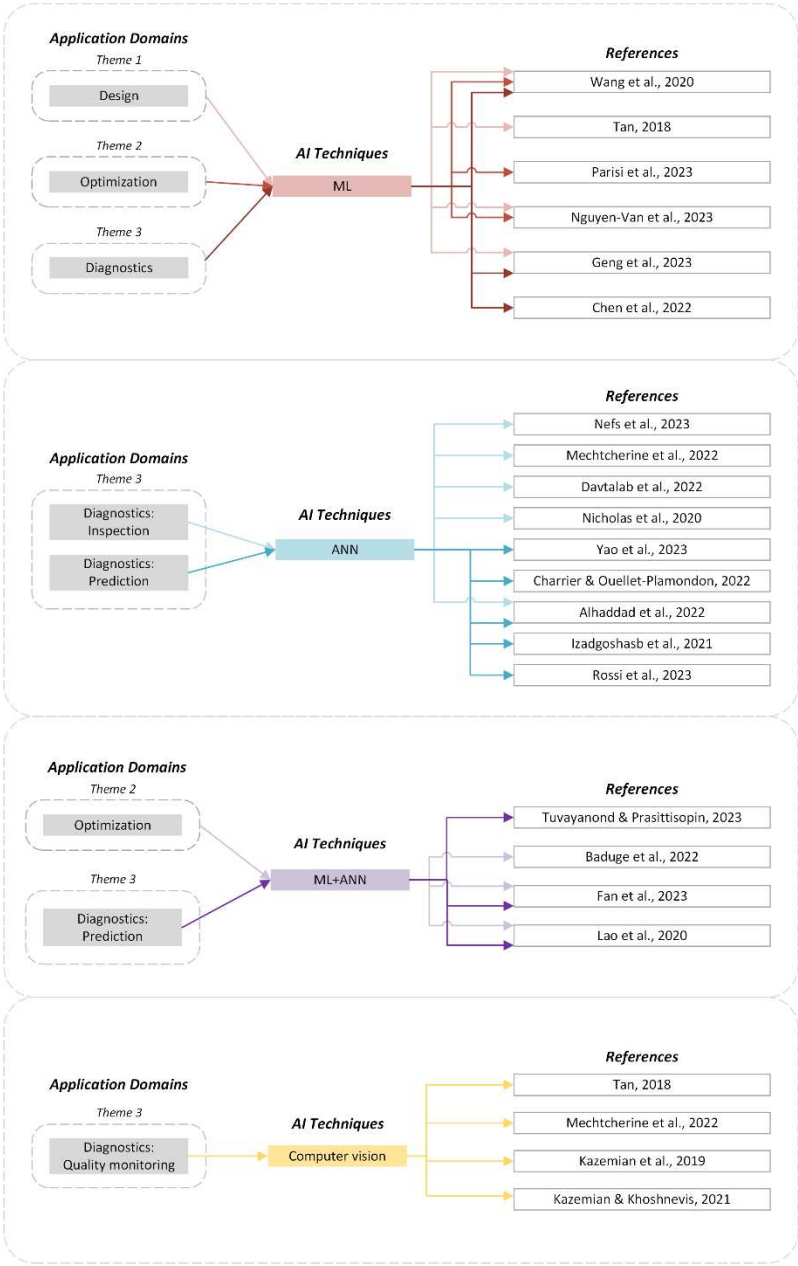 Application Domains
Theme 1
Design
Theme 2
Optimization
Theme 3
Diagnostics
AI Techniques
ML
References
Wang et al., 2020
Tan, 2018
Parisi et al., 2023
Nguyen-Van et al., 2023
Geng et al., 2023
Chen et al., 2022
Application Domains
Theme 3
Diagnostics:
Inspection
Diagnostics:
Prediction
AI Techniques
ANN
References
Nefs et al., 2023
Mechtcherine et al., 2022
Davtalab et al., 2022
Nicholas et al., 2020
Yao et al., 2023
Charrier & Ouellet-Plamondon, 2022
Alhaddad et al., 2022
Izadgoshasb et al., 2021
Rossi et al., 2023
Application Domains
Theme 2
Optimization
Theme 3
Diagnostics:
Prediction
AI Techniques
ML+ANN
References
Tuvayanond & Prasittisopin, 2023
Baduge et al., 2022
Fan et al., 2023
Lao et al., 2020
Application Domains
Theme 3
Diagnostics:
Quality monitoring
AI Techniques
Computer vision
References
Tan, 2018
Mechtcherine et al., 2022
Kazemian et al., 2019
Kazemian & Khoshnevis, 2021